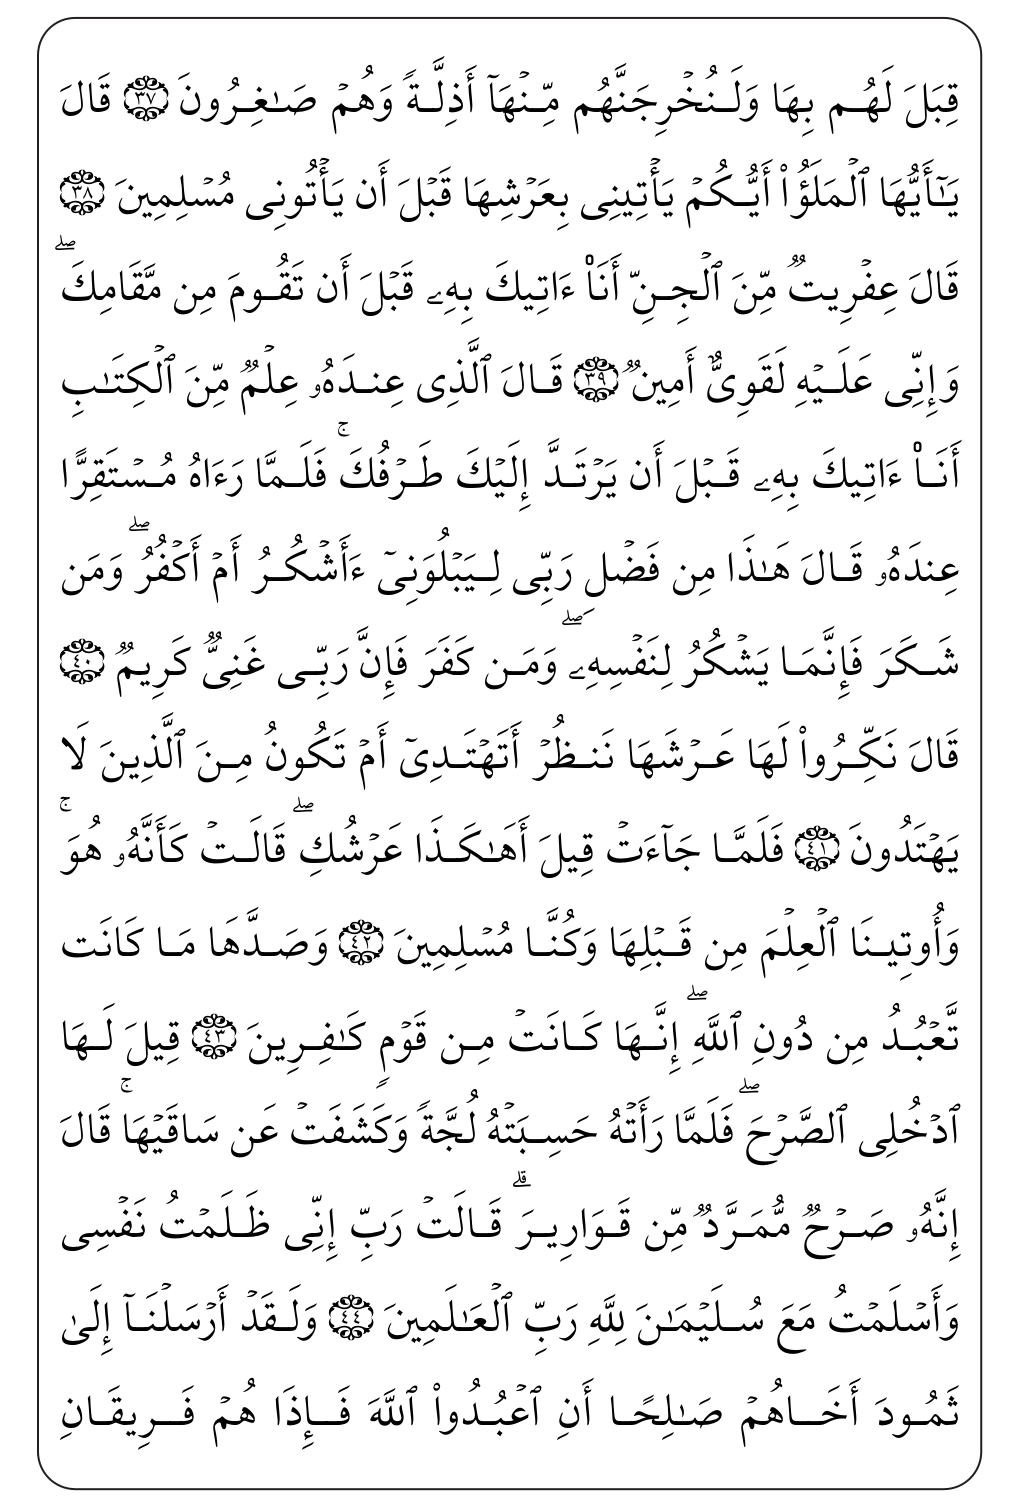 قِبَلَ لَهُم بِهَا وَلَنُخْرِجَنَّهُم مِّنْهَآ أَذِلَّةً وَهُمْ صَـٰغِرُونَ ٣٧ قَالَ
يَـٰٓأَيُّهَا ٱلْمَلَؤُا۟ أَيُّكُمْ يَأْتِينِى بِعَرْشِهَا قَبْلَ أَن يَأْتُونِى مُسْلِمِينَ ٣٨
قَالَ عِفْرِيتٌ مِّنَ ٱلْجِنِّ أَنَا۠ ءَاتِيكَ بِهِۦ قَبْلَ أَن تَقُومَ مِن مَّقَامِكَ ۖ
وَإِنِّى عَلَيْهِ لَقَوِىٌّ أَمِينٌ ٣٩ قَالَ ٱلَّذِى عِندَهُۥ عِلْمٌ مِّنَ ٱلْكِتَـٰبِ
أَنَا۠ ءَاتِيكَ بِهِۦ قَبْلَ أَن يَرْتَدَّ إِلَيْكَ طَرْفُكَ ۚ فَلَمَّا رَءَاهُ مُسْتَقِرًّا
عِندَهُۥ قَالَ هَـٰذَا مِن فَضْلِ رَبِّى لِيَبْلُوَنِىٓ ءَأَشْكُرُ أَمْ أَكْفُرُ ۖ وَمَن
شَكَرَ فَإِنَّمَا يَشْكُرُ لِنَفْسِهِۦ ۖ وَمَن كَفَرَ فَإِنَّ رَبِّى غَنِىٌّ كَرِيمٌ ٤٠
قَالَ نَكِّرُوا۟ لَهَا عَرْشَهَا نَنظُرْ أَتَهْتَدِىٓ أَمْ تَكُونُ مِنَ ٱلَّذِينَ لَا
يَهْتَدُونَ ٤١ فَلَمَّا جَآءَتْ قِيلَ أَهَـٰكَذَا عَرْشُكِ ۖ قَالَتْ كَأَنَّهُۥ هُوَ ۚ
وَأُوتِينَا ٱلْعِلْمَ مِن قَبْلِهَا وَكُنَّا مُسْلِمِينَ ٤٢ وَصَدَّهَا مَا كَانَت
تَّعْبُدُ مِن دُونِ ٱللَّهِ ۖ إِنَّهَا كَانَتْ مِن قَوْمٍ كَـٰفِرِينَ ٤٣ قِيلَ لَهَا
ٱدْخُلِى ٱلصَّرْحَ ۖ فَلَمَّا رَأَتْهُ حَسِبَتْهُ لُجَّةً وَكَشَفَتْ عَن سَاقَيْهَا ۚ قَالَ
إِنَّهُۥ صَرْحٌ مُّمَرَّدٌ مِّن قَوَارِيرَ ۗ قَالَتْ رَبِّ إِنِّى ظَلَمْتُ نَفْسِى
وَأَسْلَمْتُ مَعَ سُلَيْمَـٰنَ لِلَّهِ رَبِّ ٱلْعَـٰلَمِينَ ٤٤ وَلَقَدْ أَرْسَلْنَآ إِلَىٰ
ثَمُودَ أَخَاهُمْ صَـٰلِحًا أَنِ ٱعْبُدُوا۟ ٱللَّهَ فَإِذَا هُمْ فَرِيقَانِ